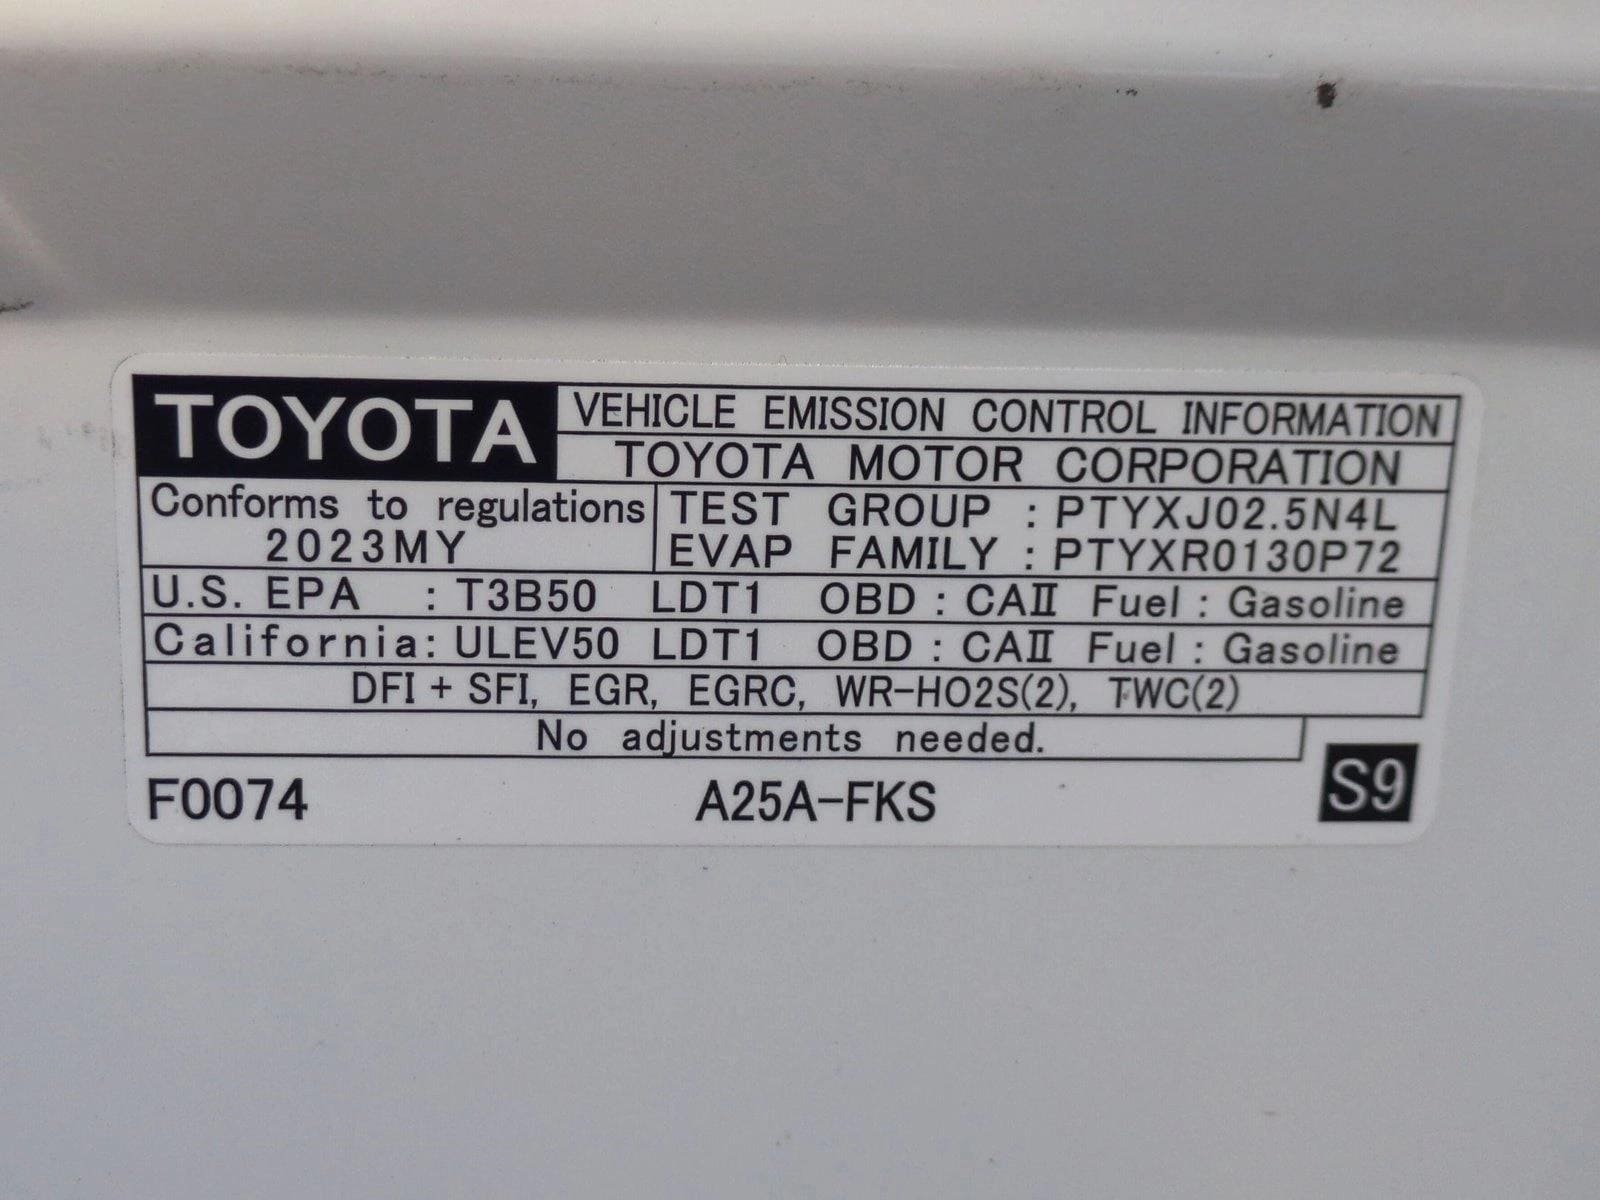 TOYOTA VEHICLE EMISSION CONTROL INFORMATION
TOYOTA MOTOR CORPORATION
Conforms to regulations TEST GROUP : PTYXJ02.5N4L
2023MY EVAP FAMILY : PTYXR0130P72
U.S. EPA : T3B50 LDT1 OBD : CAⅡ Fuel : Gasoline
California: ULEV50 LDT1 OBD : CAⅡ Fuel : Gasoline
DFI + SFI, EGR, EGRC, WR-HO2S(2), TWC(2)
No adjustments needed.
F0074 A25A-FKS S9